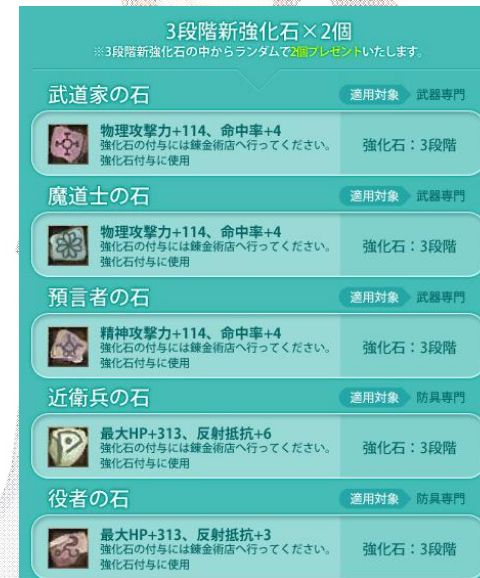 3段階新強化石×2個
※3段階新強化石の中からランダムで2個プレゼントいたします。
武道家の石
適用対象 武器専門
物理攻撃力+114、命中率+4
強化石の付与には錬金術店へ行ってください。
強化石付与に使用
強化石：3段階
魔道士の石
適用対象 武器専門
物理攻撃力+114、命中率+4
強化石の付与には錬金術店へ行ってください。
強化石付与に使用
強化石：3段階
預言者の石
適用対象 武器専門
精神攻撃力+114、命中率+4
強化石の付与には錬金術店へ行ってください。
強化石付与に使用
強化石：3段階
近衛兵の石
適用対象 防具専門
最大HP+313、反射抵抗+6
強化石の付与には錬金術店へ行ってください。
強化石付与に使用
強化石：3段階
役者の石
適用対象 防具専門
最大HP+313、反射抵抗+3
強化石の付与には錬金術店へ行ってください。
強化石付与に使用
強化石：3段階